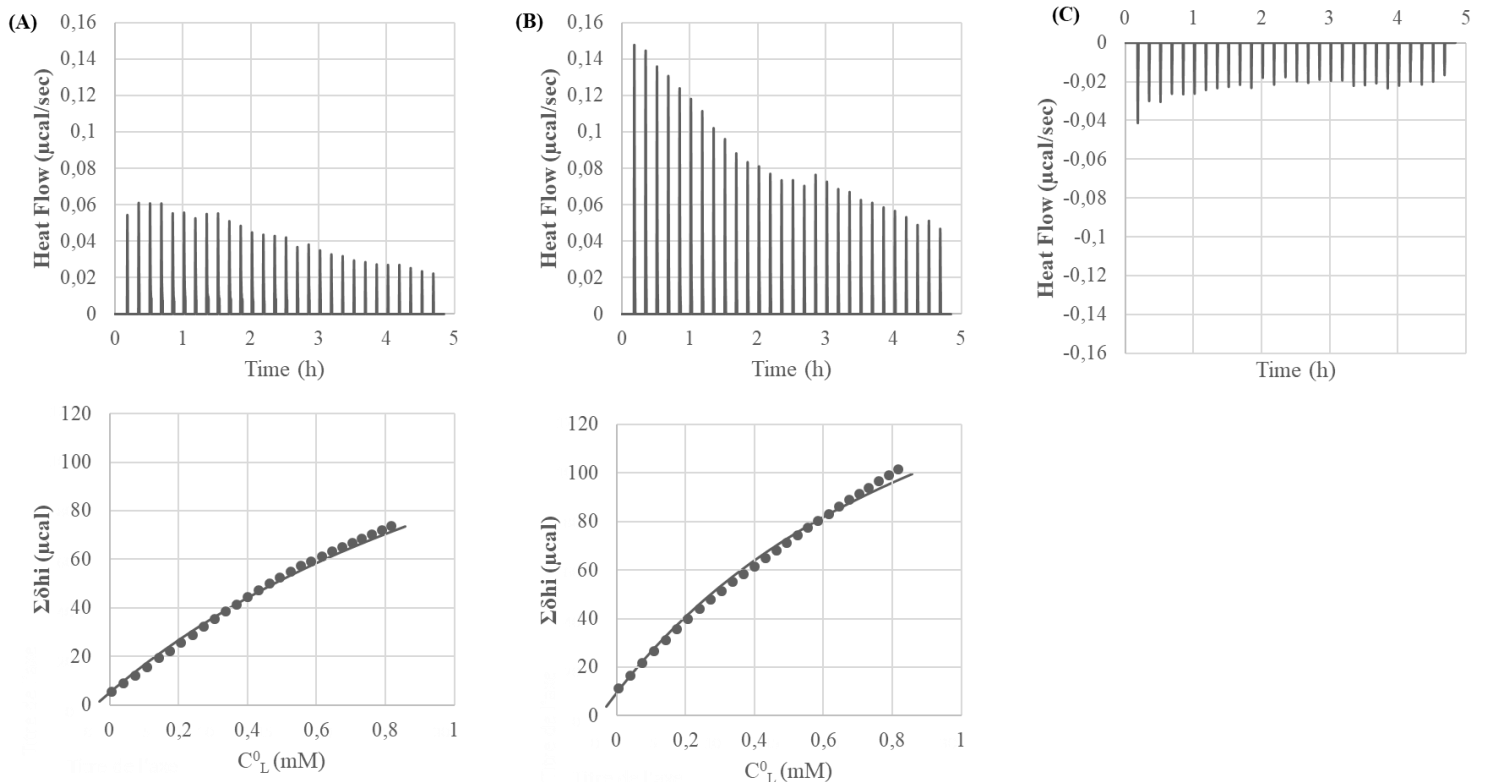 (A)
Heat Flow (µcal/sec)
0,16
0,14
0,12
0,1
0,08
0,06
0,04
0,02
0
0 1 2 3 4 5
Time (h)
Σδhi (µcal)
120
100
80
60
40
20
0
0 0,2 0,4 0,6 0,8 1
C⁰L (mM)
(B)
Heat Flow (µcal/sec)
0,16
0,14
0,12
0,1
0,08
0,06
0,04
0,02
0
0 1 2 3 4 5
Time (h)
Σδhi (µcal)
120
100
80
60
40
20
0
0 0,2 0,4 0,6 0,8 1
C⁰L (mM)
(C)
0 1 2 3 4 5
Heat Flow (µcal/sec)
0
-0,02
-0,04
-0,06
-0,08
-0,1
-0,12
-0,14
-0,16
Time (h)